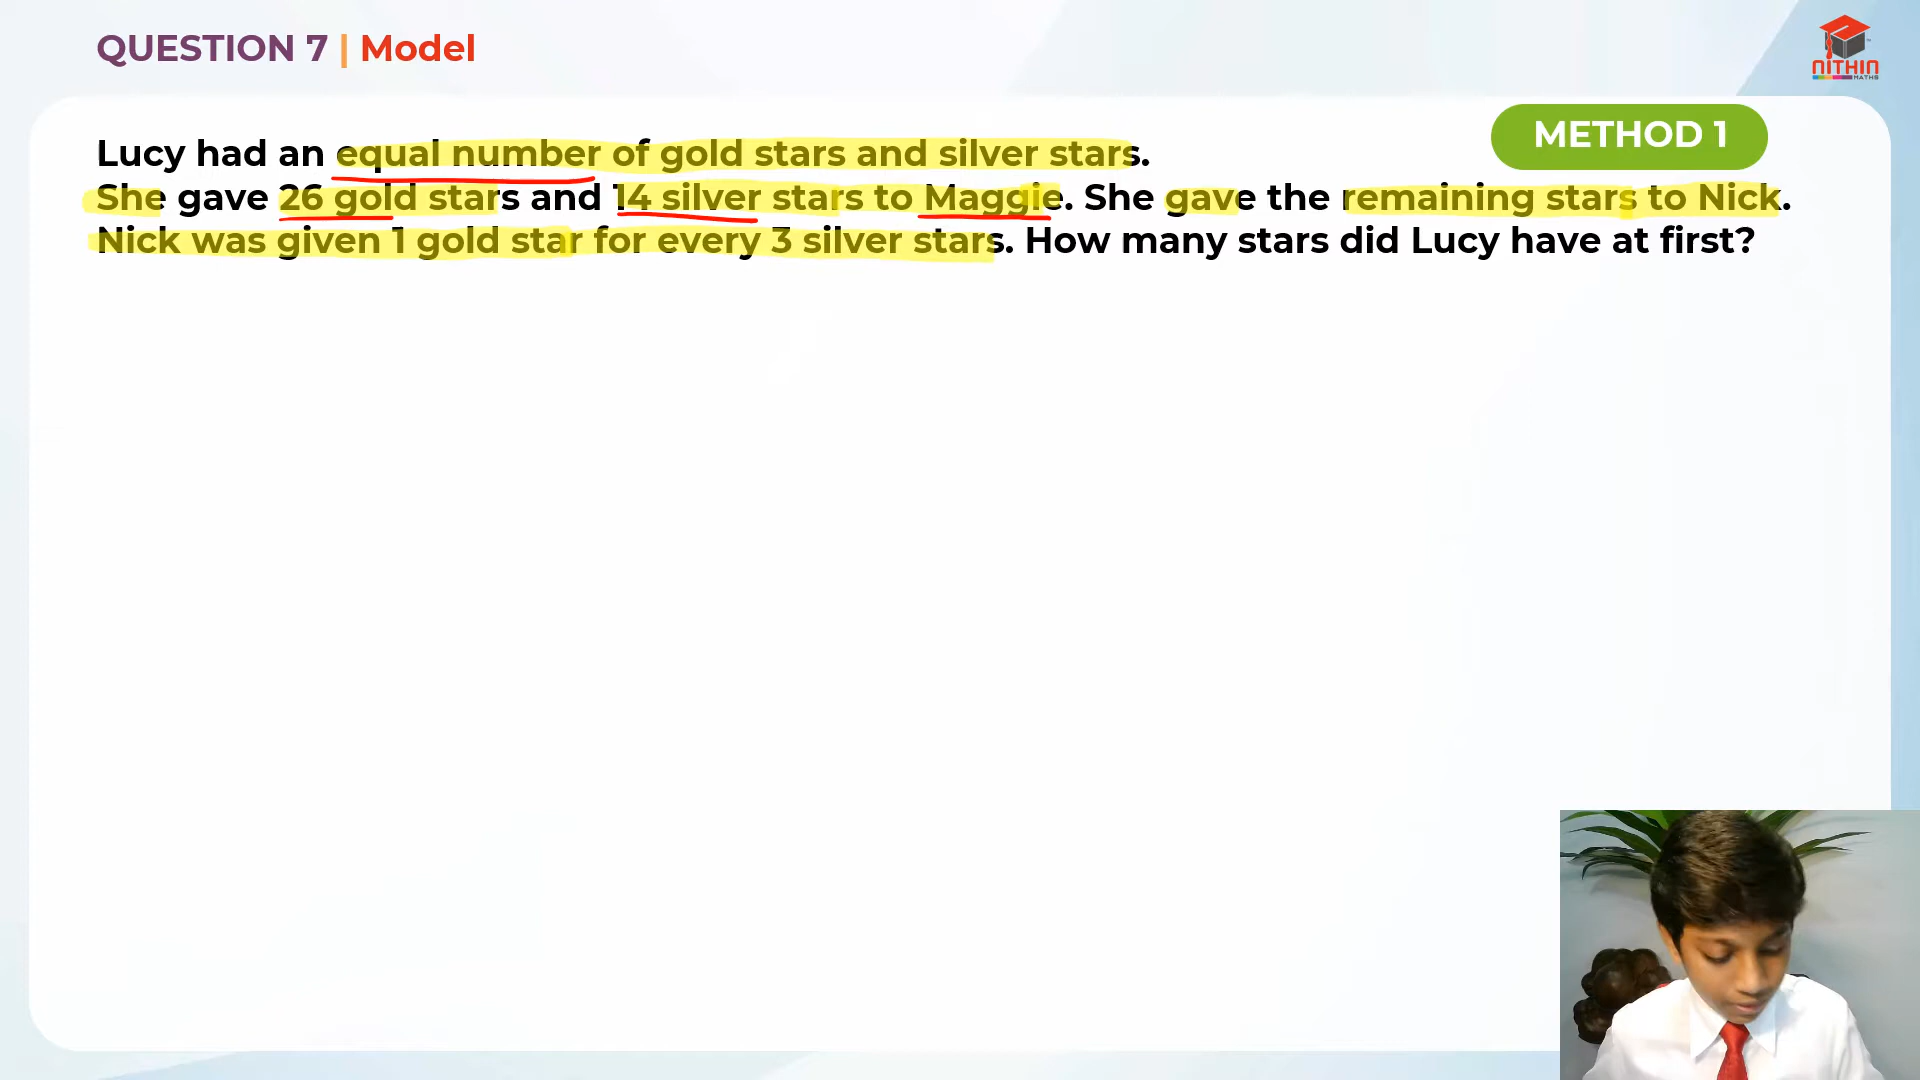 QUESTION 7 | Model
NITHIN
MATHS
METHOD 1
Lucy had an equal number of gold stars and silver stars.
She gave 26 gold stars and 14 silver stars to Maggie. She gave the remaining stars to Nick.
Nick was given 1 gold star for every 3 silver stars. How many stars did Lucy have at first?